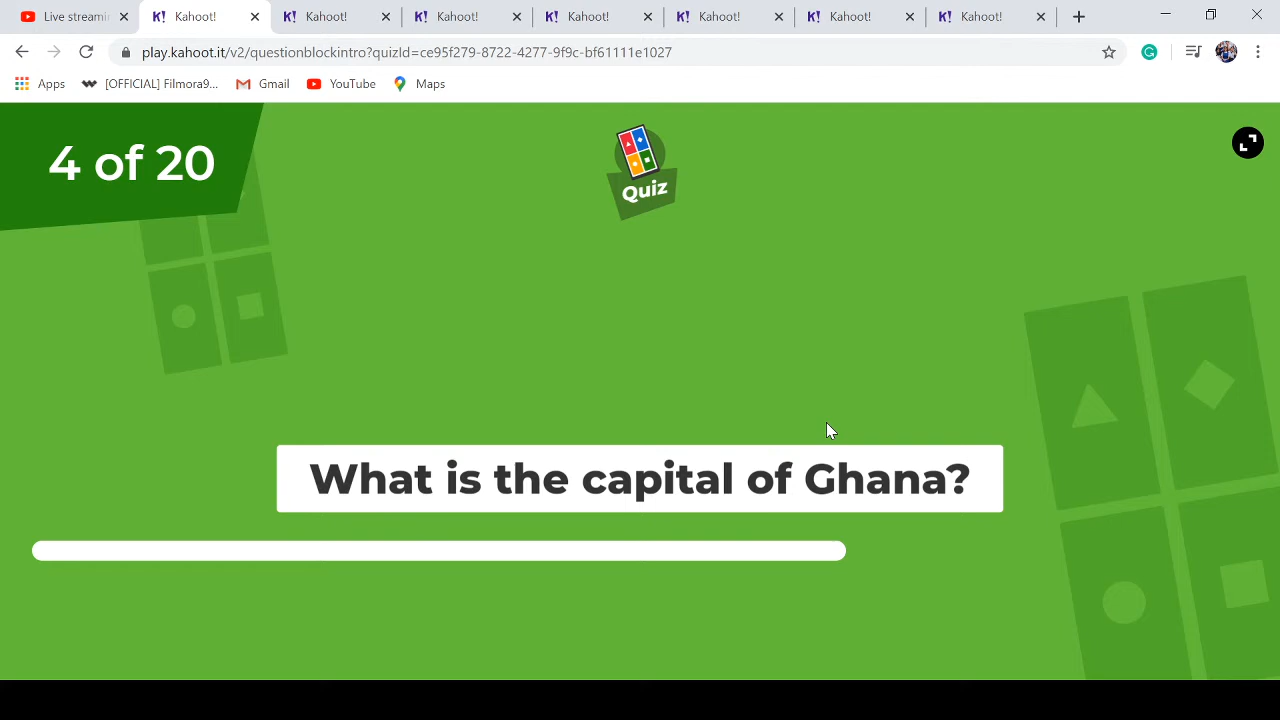 Live streami
Kahoot!
Kahoot!
Kahoot!
Kahoot!
Kahoot!
Kahoot!
Kahoot!
play.kahoot.it/v2/questionblockintro?quizId=ce95f279-8722-4277-9f9c-bf61111e1027
Apps
[OFFICIAL] Filmora9...
Gmail
YouTube
Maps
4 of 20
Quiz
What is the capital of Ghana?